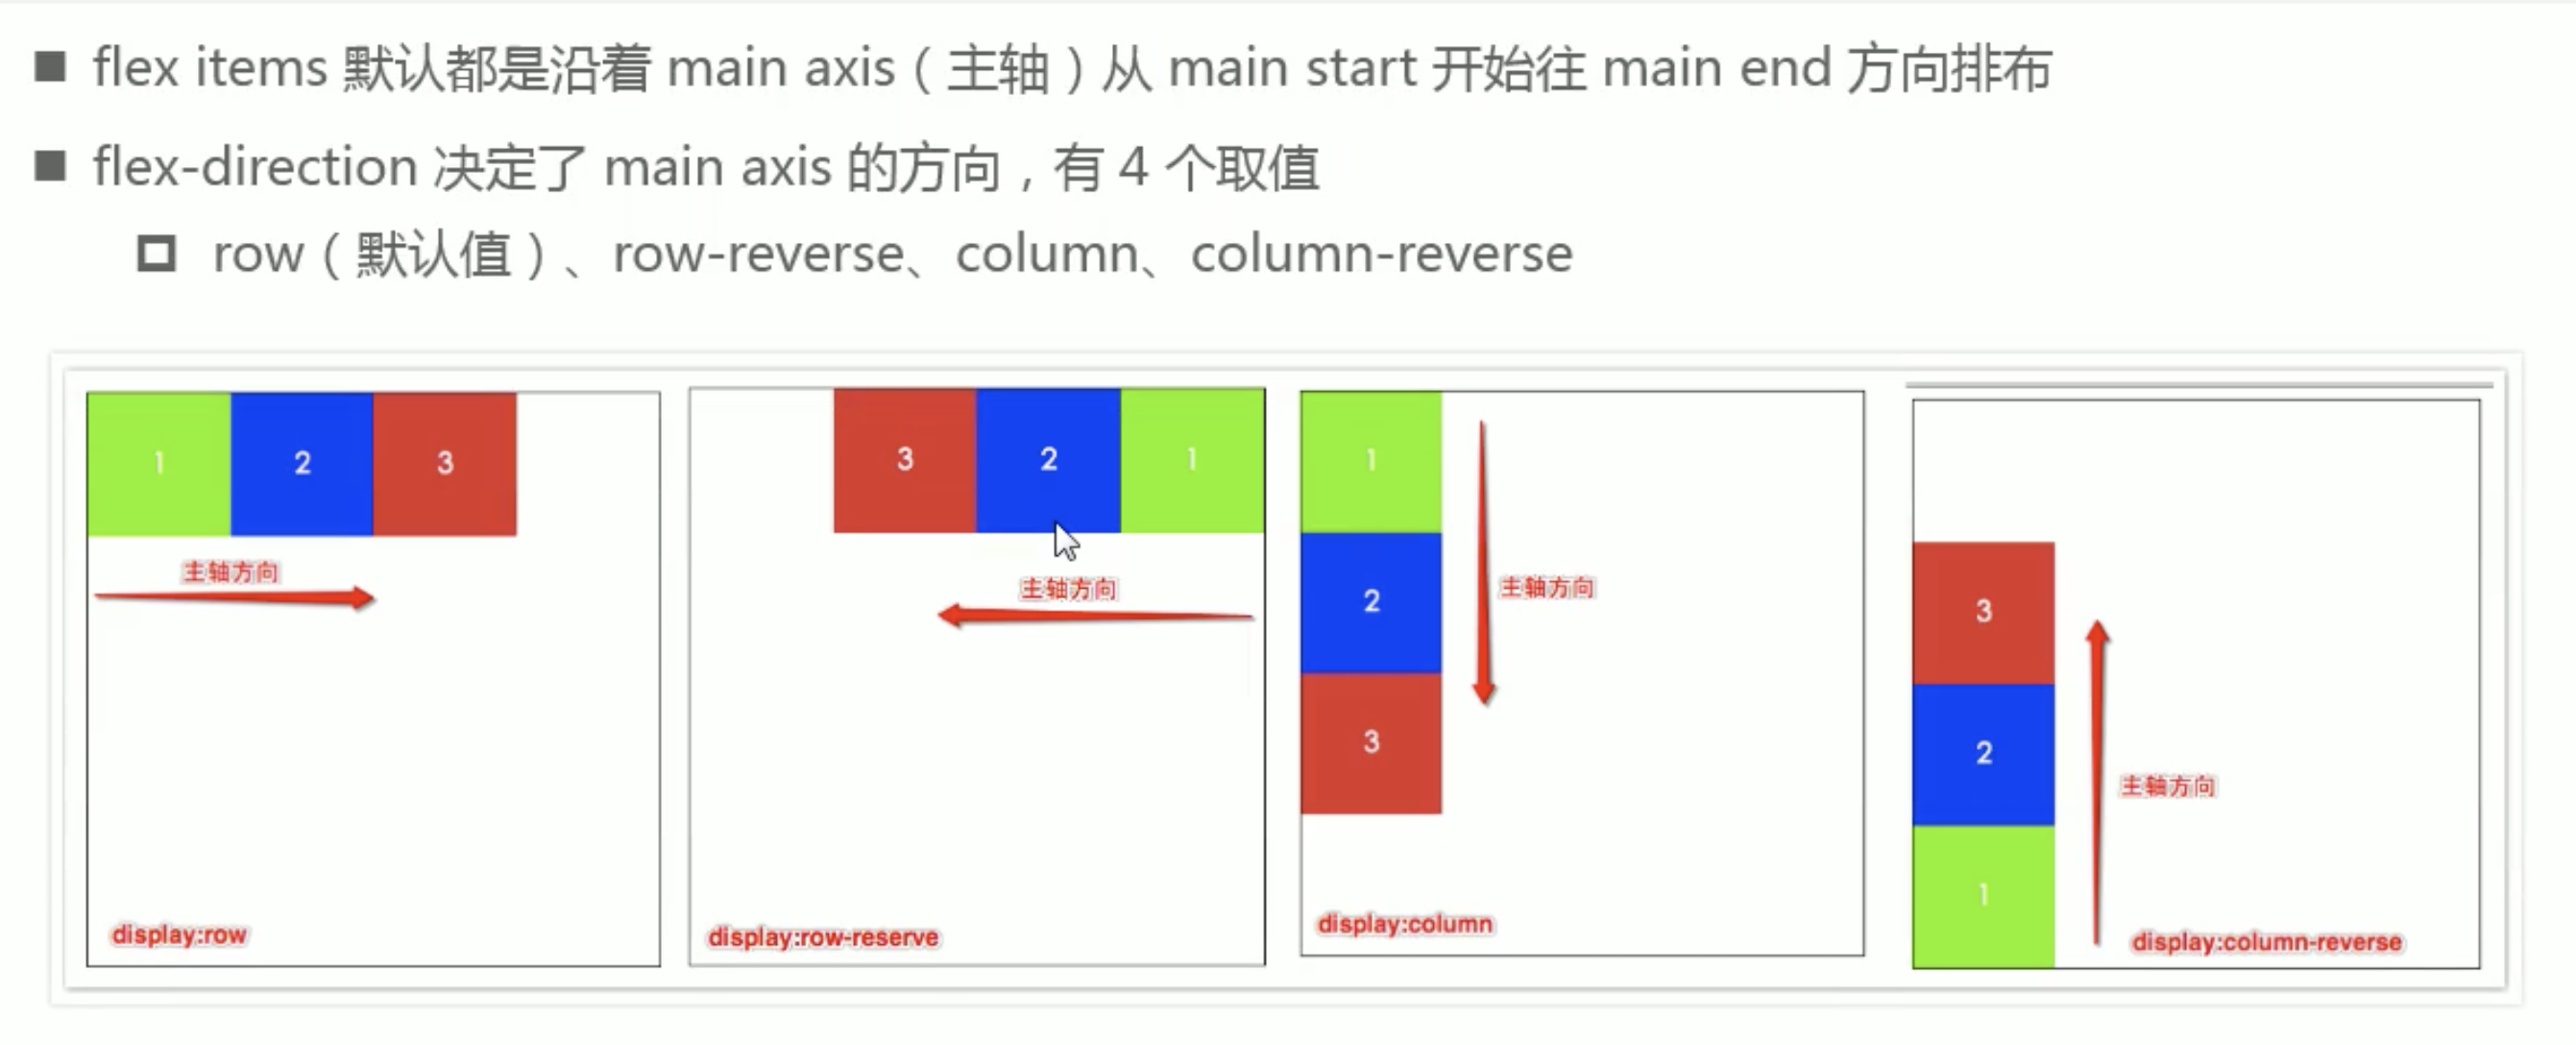 ■ flex items 默认都是沿着 main axis（主轴）从 main start 开始往 main end 方向排布
■ flex-direction 决定了 main axis 的方向，有 4 个取值
row（默认值）、row-reverse、column、column-reverse
1 2 3
主轴方向
display:row
3 2 1
主轴方向
display:row-reserve
1
2
主轴方向
3
display:column
3
2
主轴方向
1
display:column-reverse